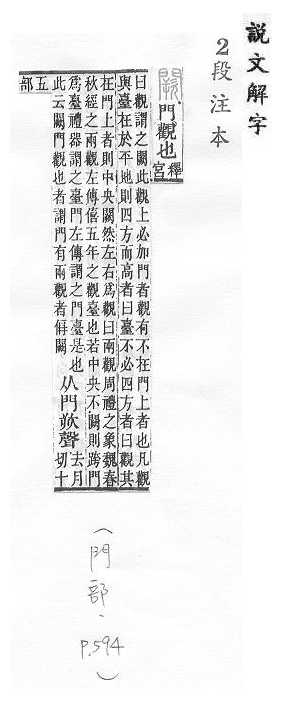 說文解字
2段注本
闕 門觀也釋宮
曰觀謂之闕此觀上必加門者觀有不在門上者也凡觀
與臺在於平地則四方而高者曰臺不必四方者曰觀其
在門上者則中央闕然左右爲觀曰兩觀周禮之象魏春
秋經之兩觀左傳僖五年之觀臺也若中央不闕則跨門
爲臺禮器謂之臺門左傳謂之門臺是也从門欮聲去月
此云闕門觀也者謂門有兩觀者偁闕切十
五部
(門部、P.594)